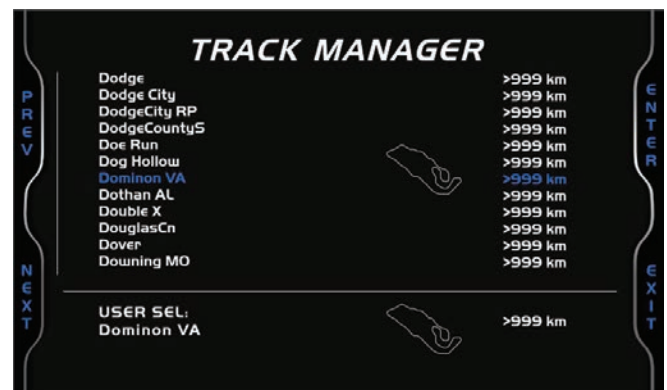 TRACK MANAGER
PREV
NEXT
Dodge >999 km
Dodge City >999 km
DodgeCity RP >999 km
DodgeCountyS >999 km
Doe Run >999 km
Dog Hollow >999 km
Dominon VA >999 km
Dothan AL >999 km
Double X >999 km
DouglasCn >999 km
Dover >999 km
Downing MO >999 km
USER SEL:
Dominon VA >999 km
ENTER
EXIT